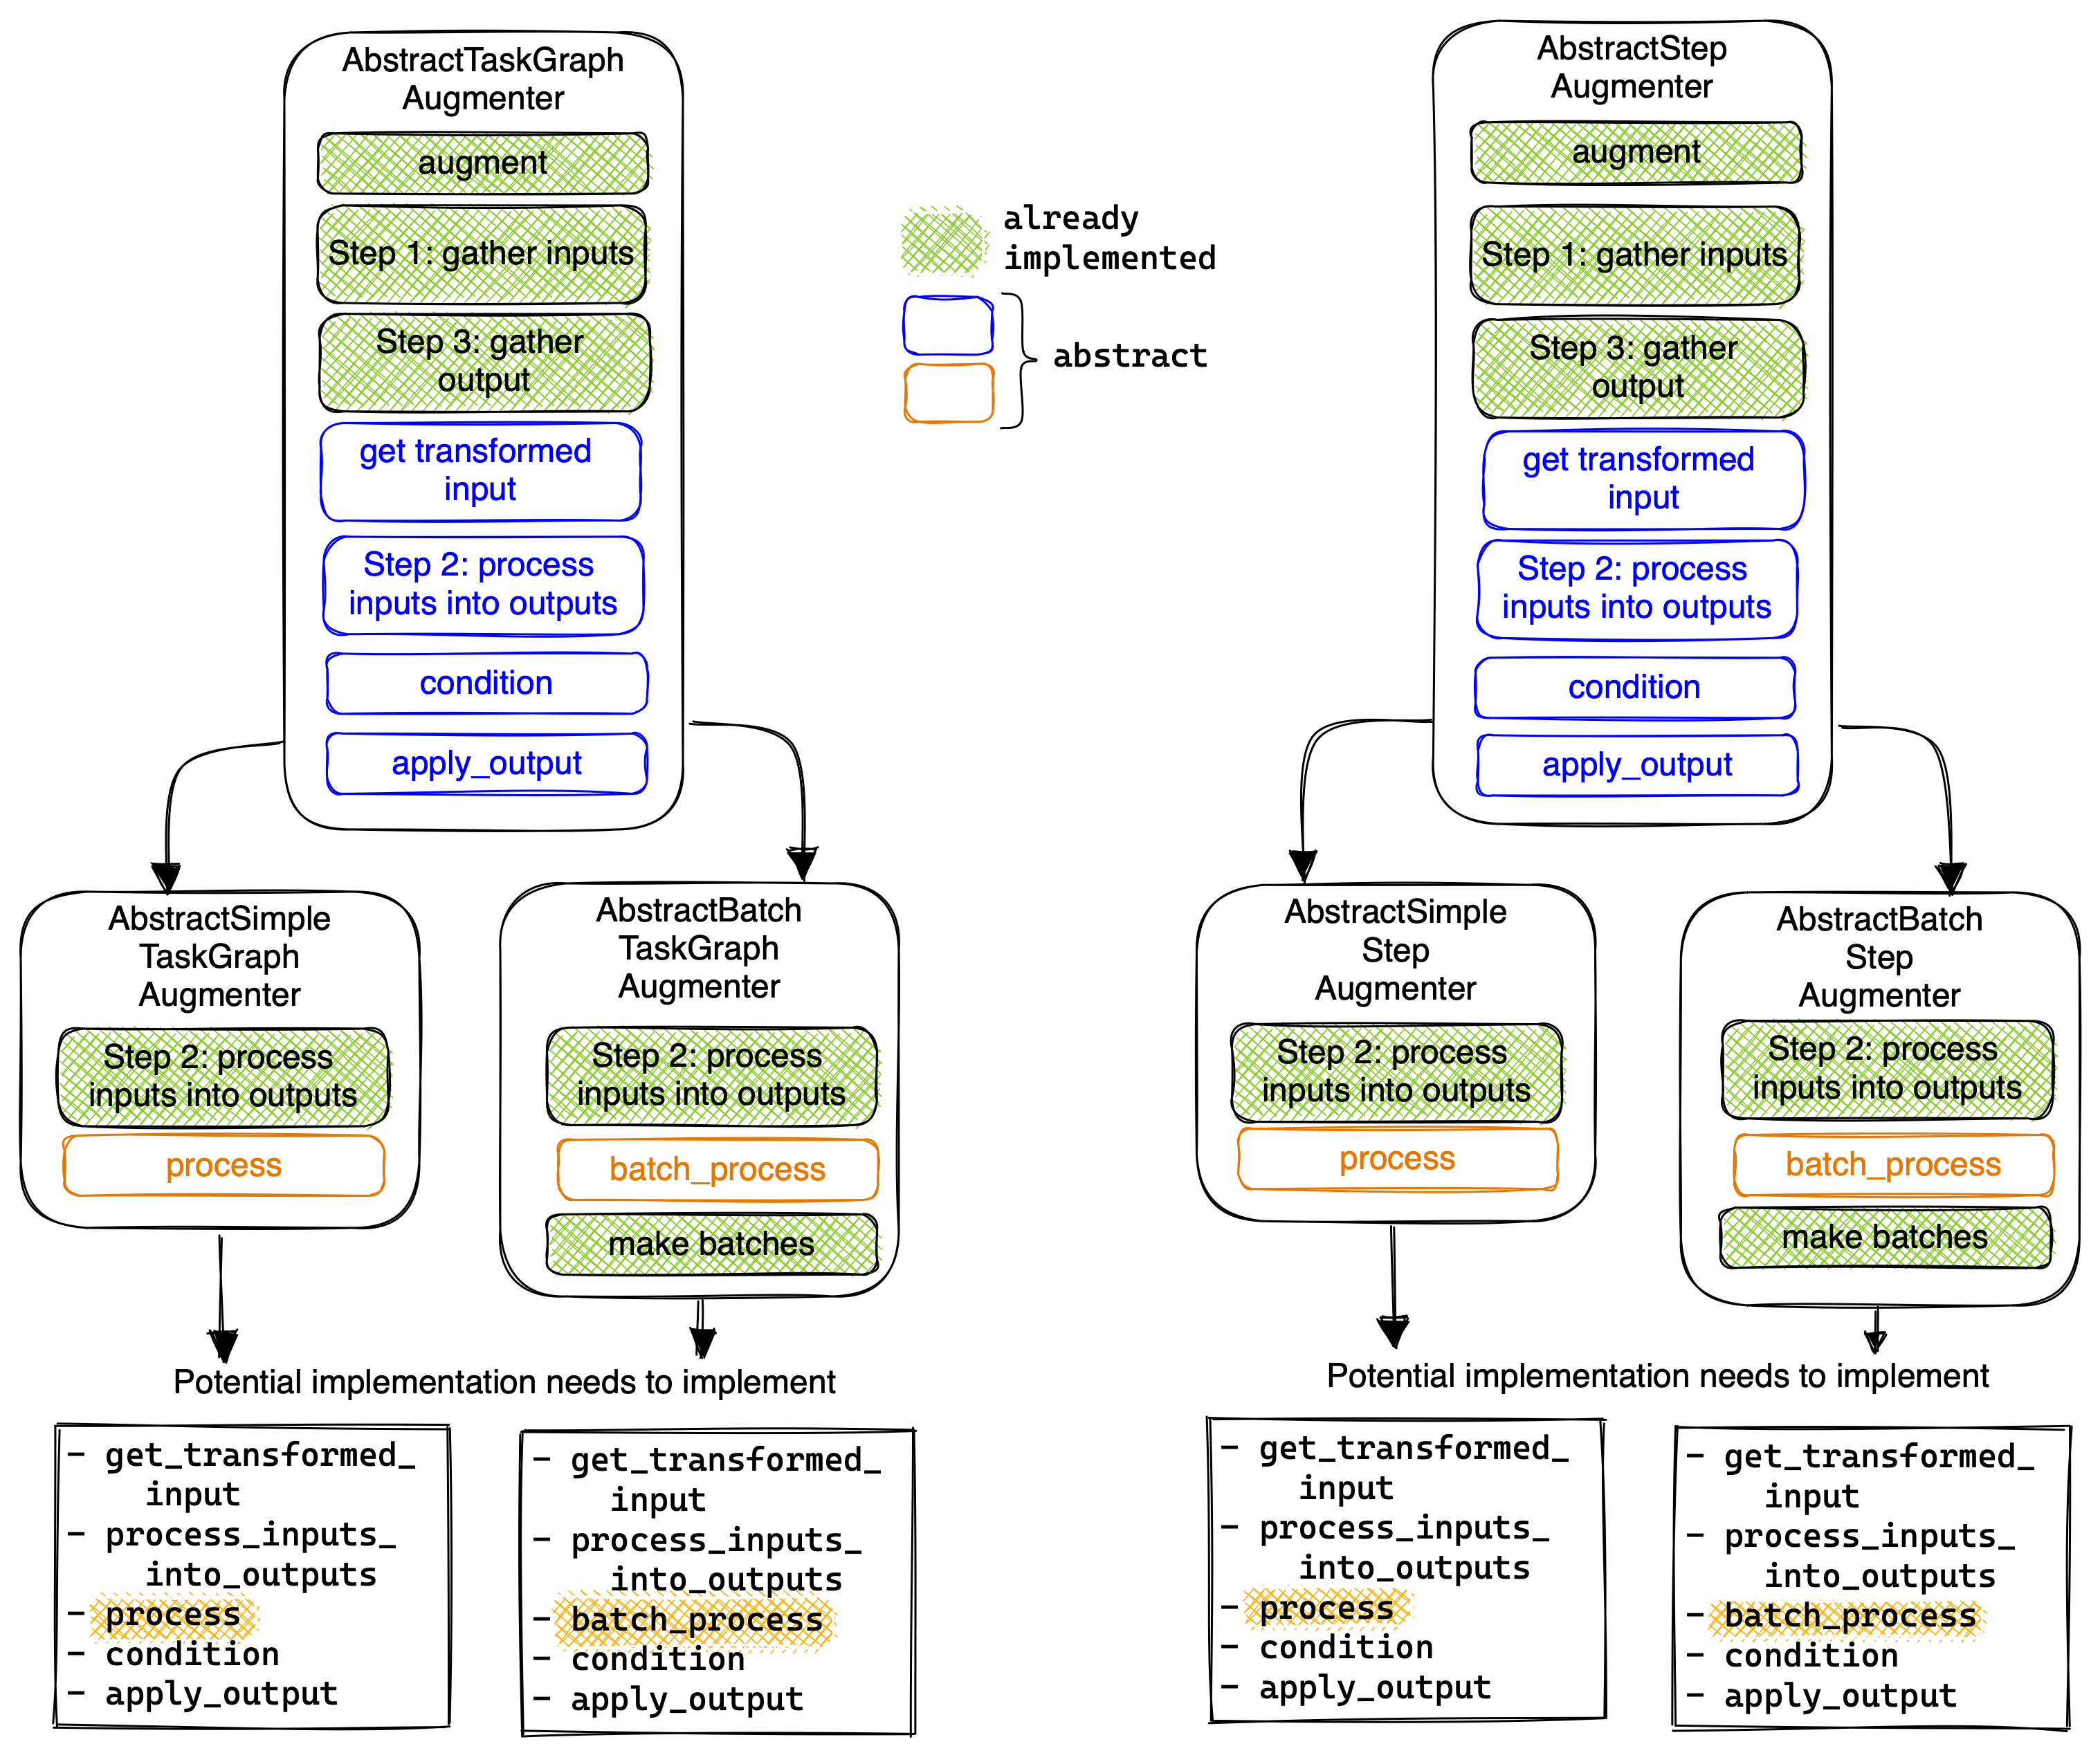 AbstractTaskGraph
Augmenter
augment
Step 1: gather inputs
Step 3: gather
output
get transformed
input
Step 2: process
inputs into outputs
condition
apply_output
already
implemented
abstract
AbstractStep
Augmenter
augment
Step 1: gather inputs
Step 3: gather
output
get transformed
input
Step 2: process
inputs into outputs
condition
apply_output
AbstractSimple
TaskGraph
Augmenter
Step 2: process
inputs into outputs
process
AbstractBatch
TaskGraph
Augmenter
Step 2: process
inputs into outputs
batch_process
make batches
AbstractSimple
Step
Augmenter
Step 2: process
inputs into outputs
process
AbstractBatch
Step
Augmenter
Step 2: process
inputs into outputs
batch_process
make batches
Potential implementation needs to implement
- get_transformed_
input
- process_inputs_
into_outputs
- process
- condition
- apply_output
- get_transformed_
input
- process_inputs_
into_outputs
- batch_process
- condition
- apply_output
Potential implementation needs to implement
- get_transformed_
input
- process_inputs_
into_outputs
- process
- condition
- apply_output
- get_transformed_
input
- process_inputs_
into_outputs
- batch_process
- condition
- apply_output